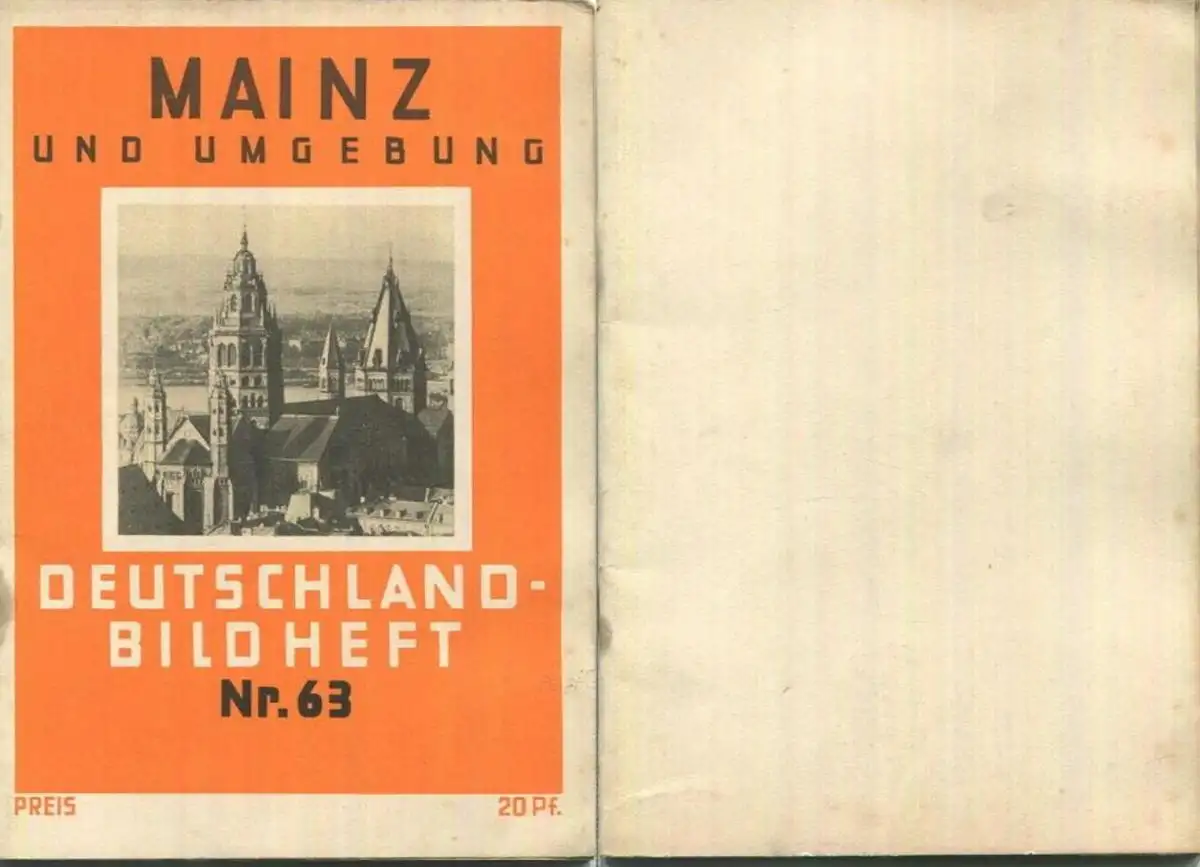 MAINZ
UND UMGEBUNG
DEUTSCHLAND-
BILDHEFT
Nr. 63
PREIS 20 Pf.